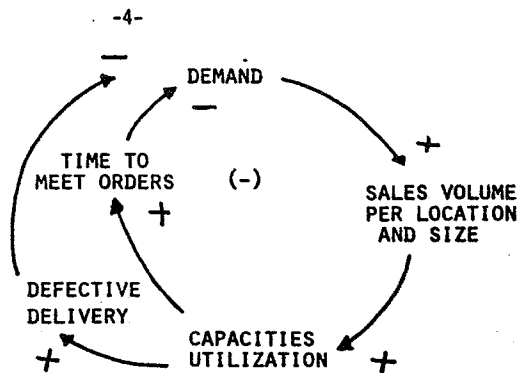 -4-
DEMAND
TIME TO
MEET ORDERS
(-)
SALES VOLUME
PER LOCATION
AND SIZE
DEFECTIVE
DELIVERY
CAPACITIES
UTILIZATION